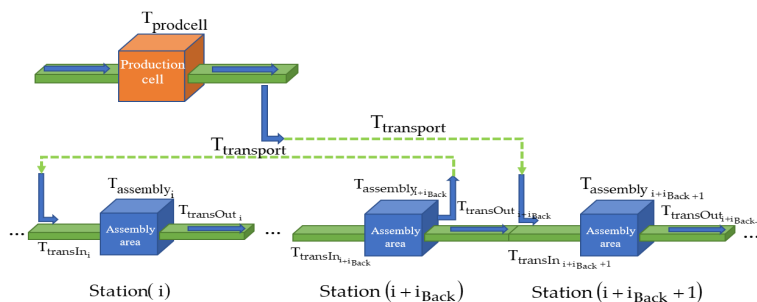 T_prodcell
Production
cell
T_transport
T_transport
T_assembly_i
T_assembly_i+i_Back
T_assembly_i+i_Back+1
T_transOut_i
T_transOut_i+i_Back
T_transOut_i+i_Back
...
Assembly
area
...
Assembly
area
Assembly
area
...
T_transIn_i
T_transIn_i+i_Back
T_transIn_i+i_Back+1
Station( i)
Station (i + i_Back)
Station (i + i_Back + 1)